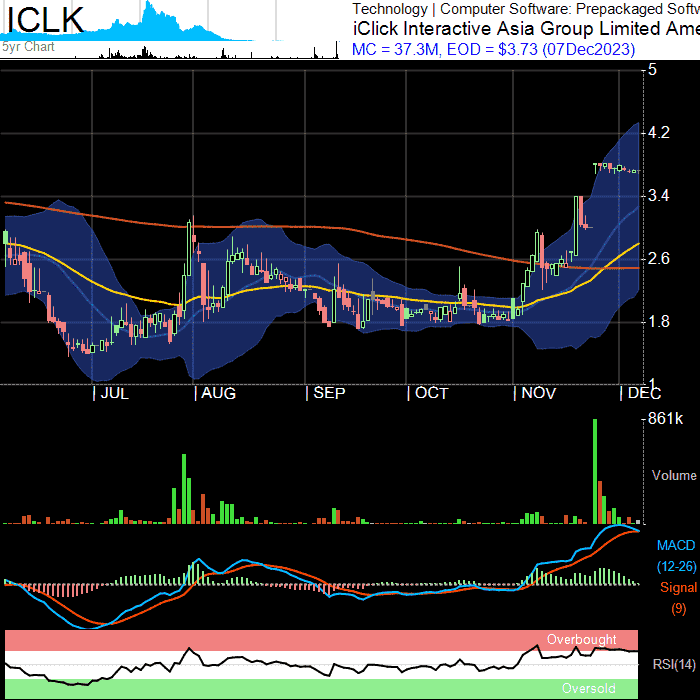 ICLK
5yr Chart
Technology | Computer Software: Prepackaged Softw
iClick Interactive Asia Group Limited Ame
MC = 37.3M, EOD = $3.73 (07Dec2023)
5
4.2
3.4
2.6
1.8
1
JUL AUG SEP OCT NOV DEC
861k
Volume
MACD
(12-26)
Signal
(9)
Overbought
RSI(14)
Oversold